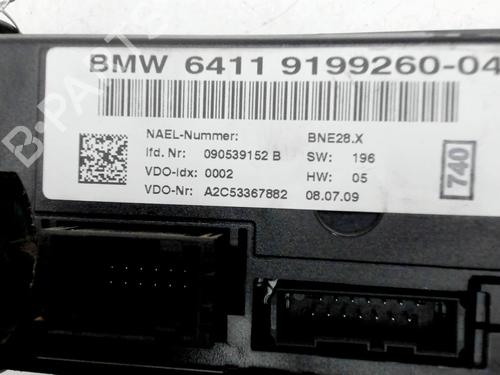 BMW 6411 9199260-04
NAEL-Nummer: BNE28.X
lfd. Nr: 090539152 B SW: 196
VDO-idx: 0002 HW: 05
VDO-Nr: A2C53367882 08.07.09
740
B-PARTS